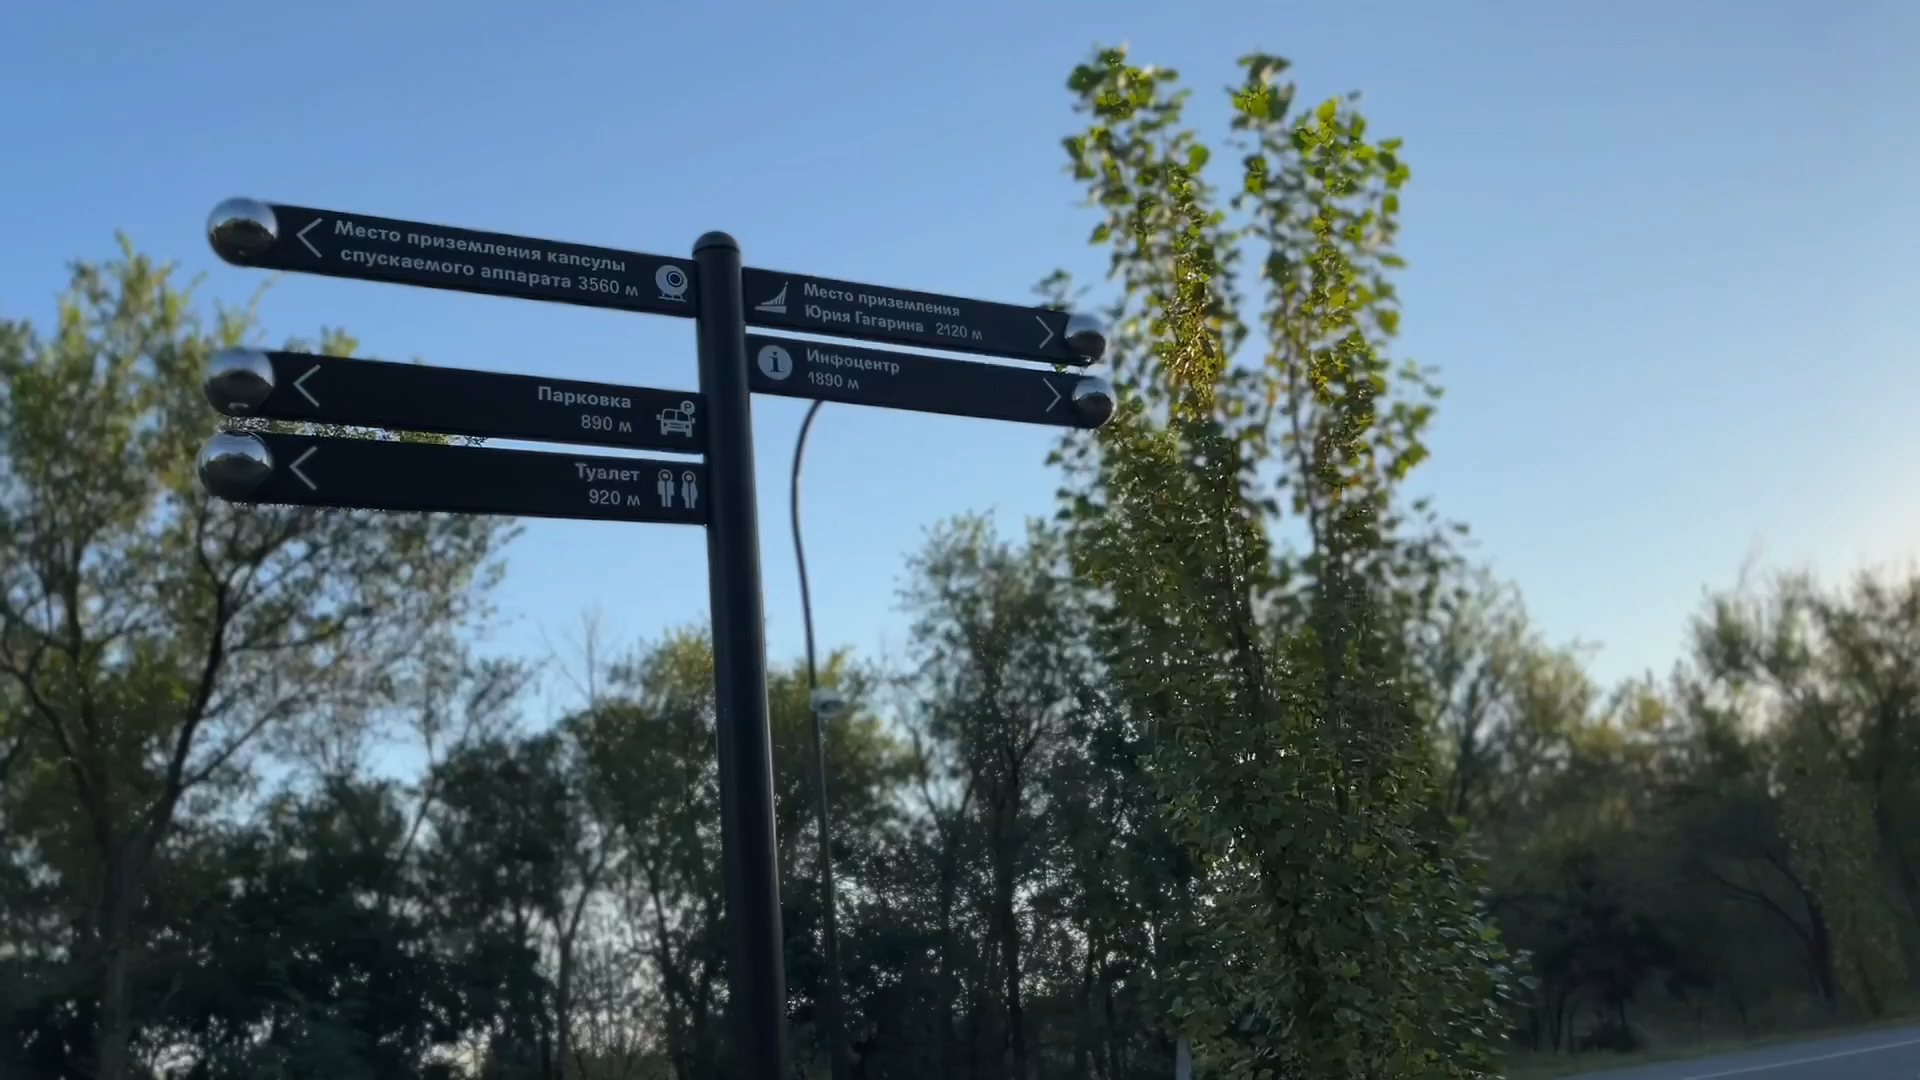 Место приземления капсулы
спускаемого аппарата 3560 м
Парковка
890 м
Туалет
920 м
Место приземления
Юрия Гагарина 2120 м
Инфоцентр
1890 м